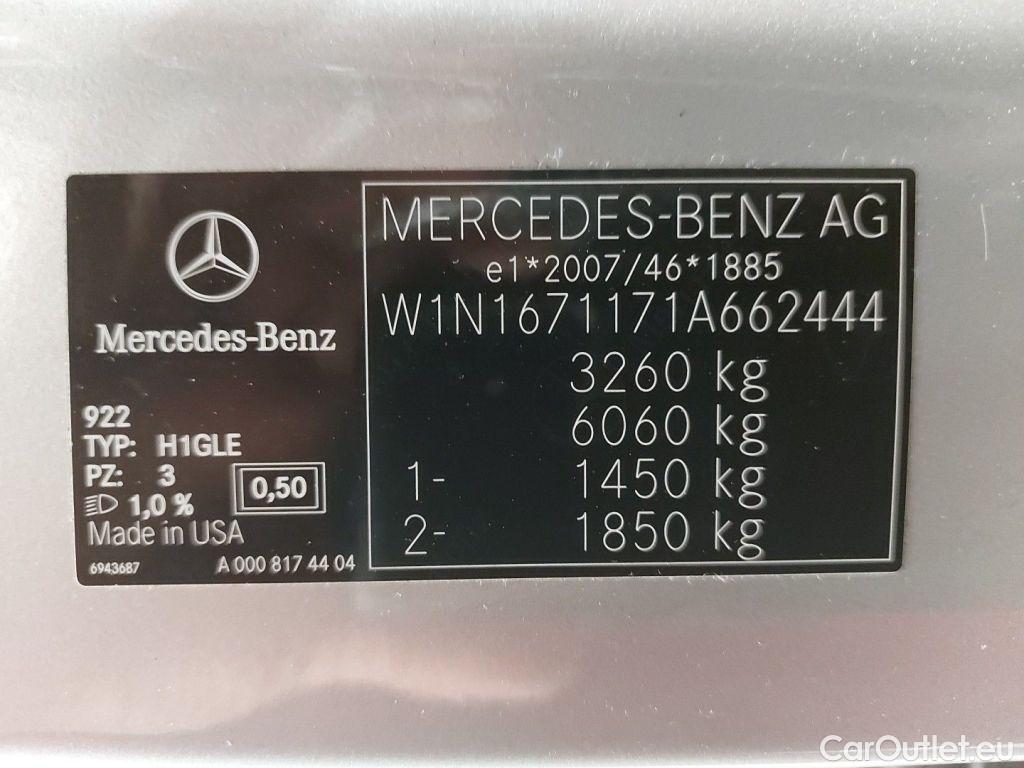 Mercedes-Benz
922
TYP: H1GLE
PZ: 3
1,0 %
0,50
Made in USA
6943687
A 000 817 44 04
MERCEDES-BENZ AG
e1*2007/46*1885
W1N1671171A662444
3260 kg
6060 kg
1- 1450 kg
2- 1850 kg
CarOutlet.eu